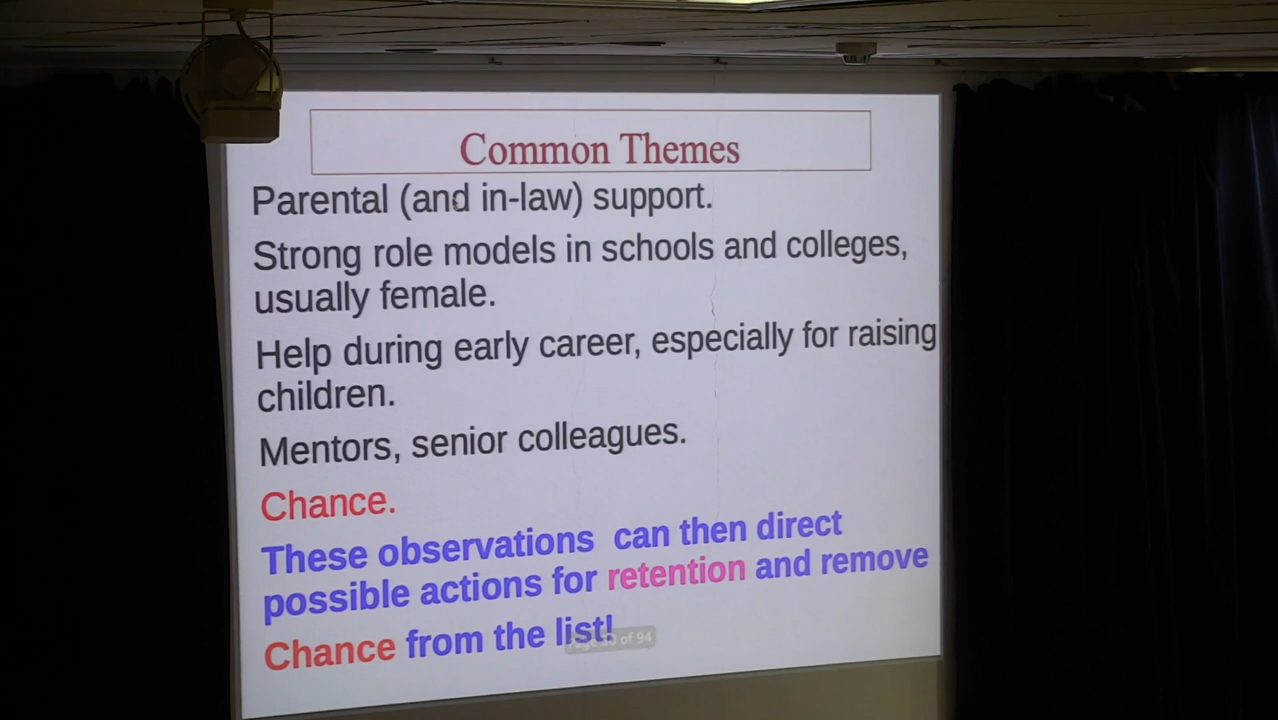 Common Themes
Parental (and in-law) support.
Strong role models in schools and colleges,
usually female.
Help during early career, especially for raising
children.
Mentors, senior colleagues.
Chance.
These observations can then direct
possible actions for retention and remove
Chance from the list!
of 94